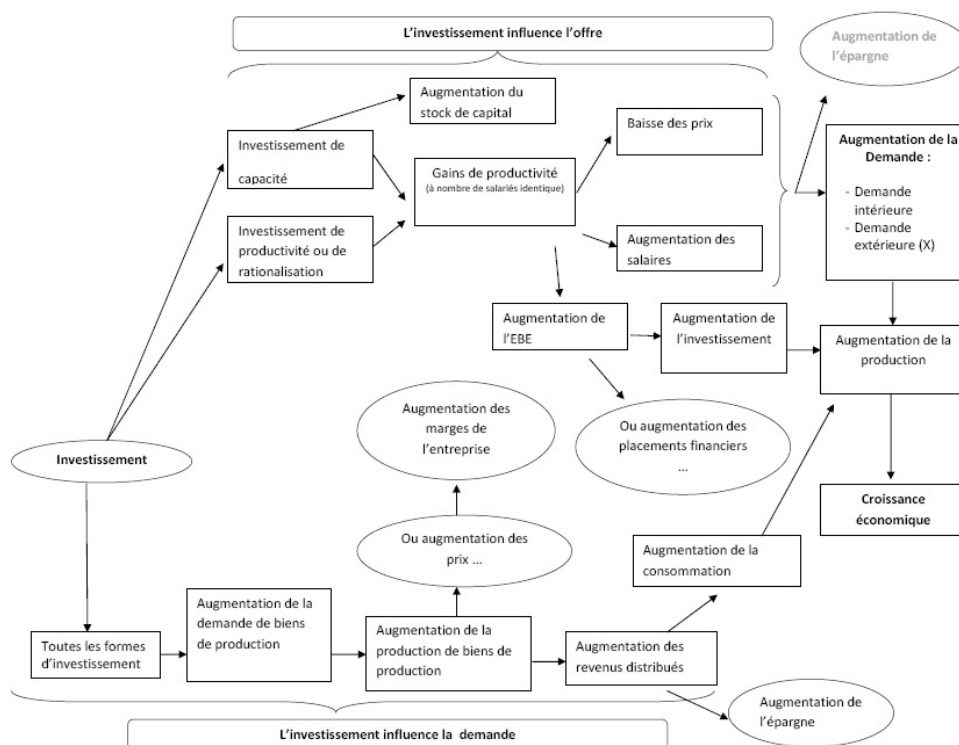 L'investissement influence l'offre
Augmentation de
l'épargne
Augmentation du
stock de capital
Investissement de
capacité
Gains de productivité
(à nombre de salariés identique)
Baisse des prix
Augmentation de la
Demande :
- Demande
intérieure
- Demande
extérieure (X)
Investissement de
productivité ou de
rationalisation
Augmentation des
salaires
Augmentation de
l'EBE
Augmentation de
l'investissement
Augmentation de la
production
Augmentation des
marges de
l'entreprise
Ou augmentation des
placements financiers
...
Investissement
Croissance
économique
Ou augmentation des
prix ...
Augmentation de la
consommation
Toutes les formes
d'investissement
Augmentation de la
demande de biens
de production
Augmentation de la
production de biens de
production
Augmentation des
revenus distribués
Augmentation de
l'épargne
L'investissement influence la demande